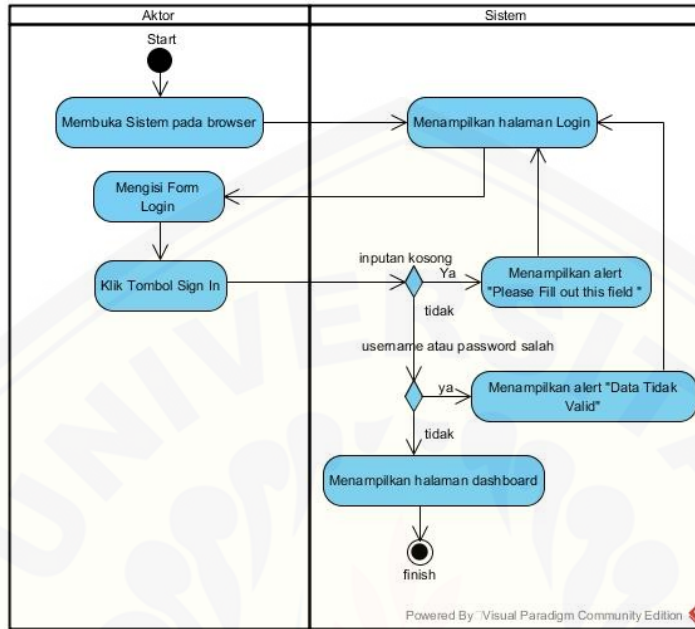 Aktor
Sistem
Start
Membuka Sistem pada browser
Menampilkan halaman Login
Mengisi Form
Login
Klik Tombol Sign In
inputan kosong
Ya
Menampilkan alert
"Please Fill out this field "
tidak
username atau password salah
ya
Menampilkan alert "Data Tidak
Valid"
tidak
Menampilkan halaman dashboard
finish
Powered By Visual Paradigm Community Edition
UNIVERSITA